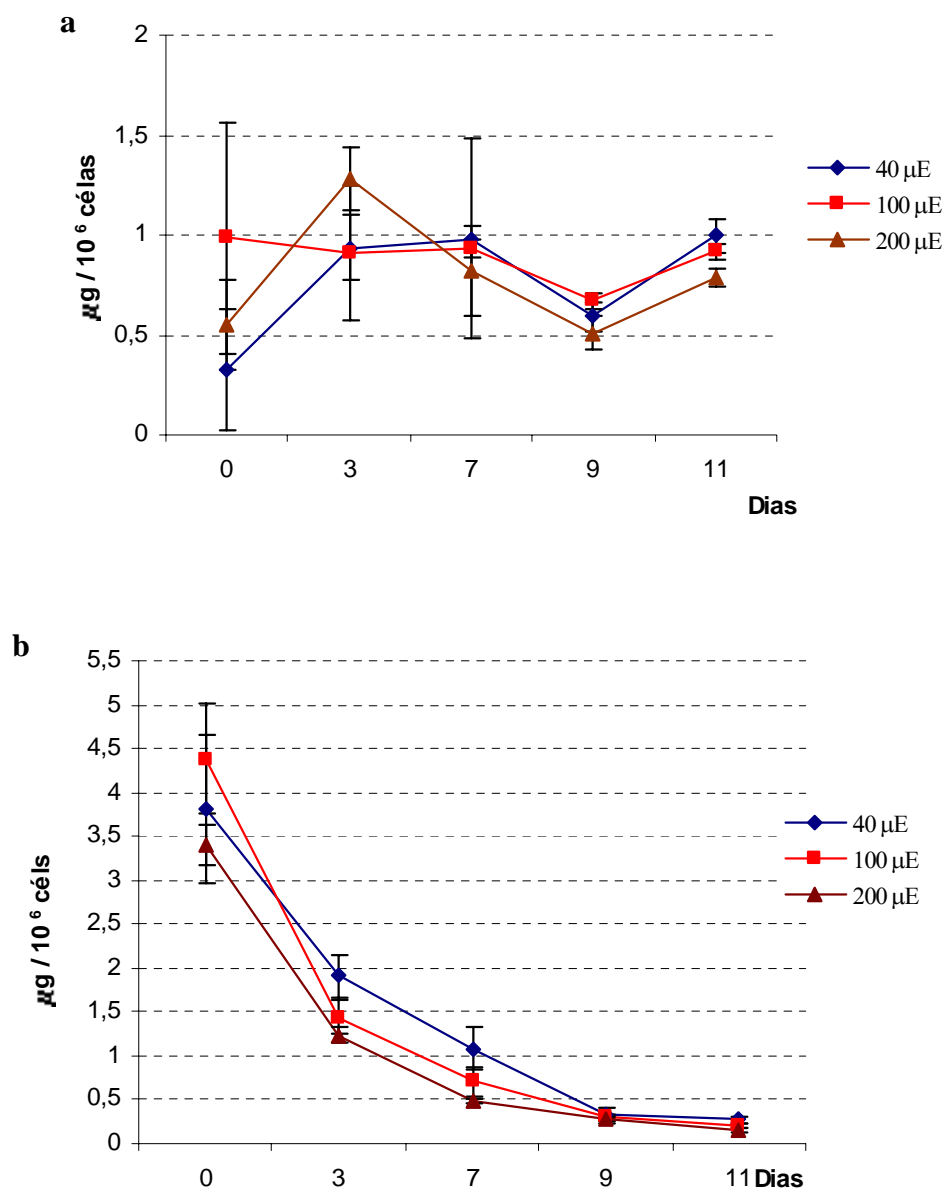 a
2
1,5
1
0,5
0
µg / 10 6 célas
0 3 7 9 11
Dias
40 µE
100 µE
200 µE
b
5,5
5
4,5
4
3,5
3
2,5
2
1,5
1
0,5
0
µg / 10 6 céls
0 3 7 9 11 Dias
40 µE
100 µE
200 µE